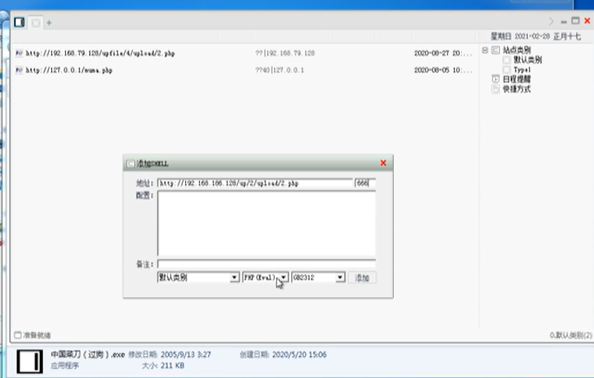 星期日 2021-02-28 正月十七
http://192.168.79.128/upfile/4/upload/2.php ??|192.168.79.128 2020-08-27 20:...
http://127.0.0.1/muma.php ??40|127.0.0.1 2020-08-05 10:...
站点类别
默认类别
Type1
日程提醒
快捷方式
添加SHELL
地址: http://192.168.106.128/up/2/upload/2.php 666
配置:
备注:
默认类别 PHP(Eval) GB2312 添加
准备就绪 0.默认类别(2)
中国菜刀（过狗）.exe 修改日期: 2005/9/13 3:27 创建日期: 2020/5/20 15:06
应用程序 大小: 211 KB